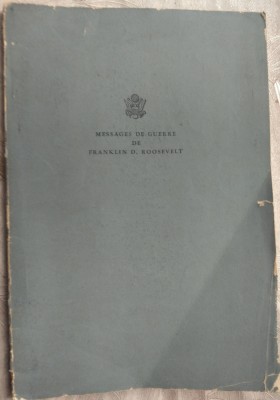 MESSAGES DE GUERRE
DE
FRANKLIN D. ROOSEVELT